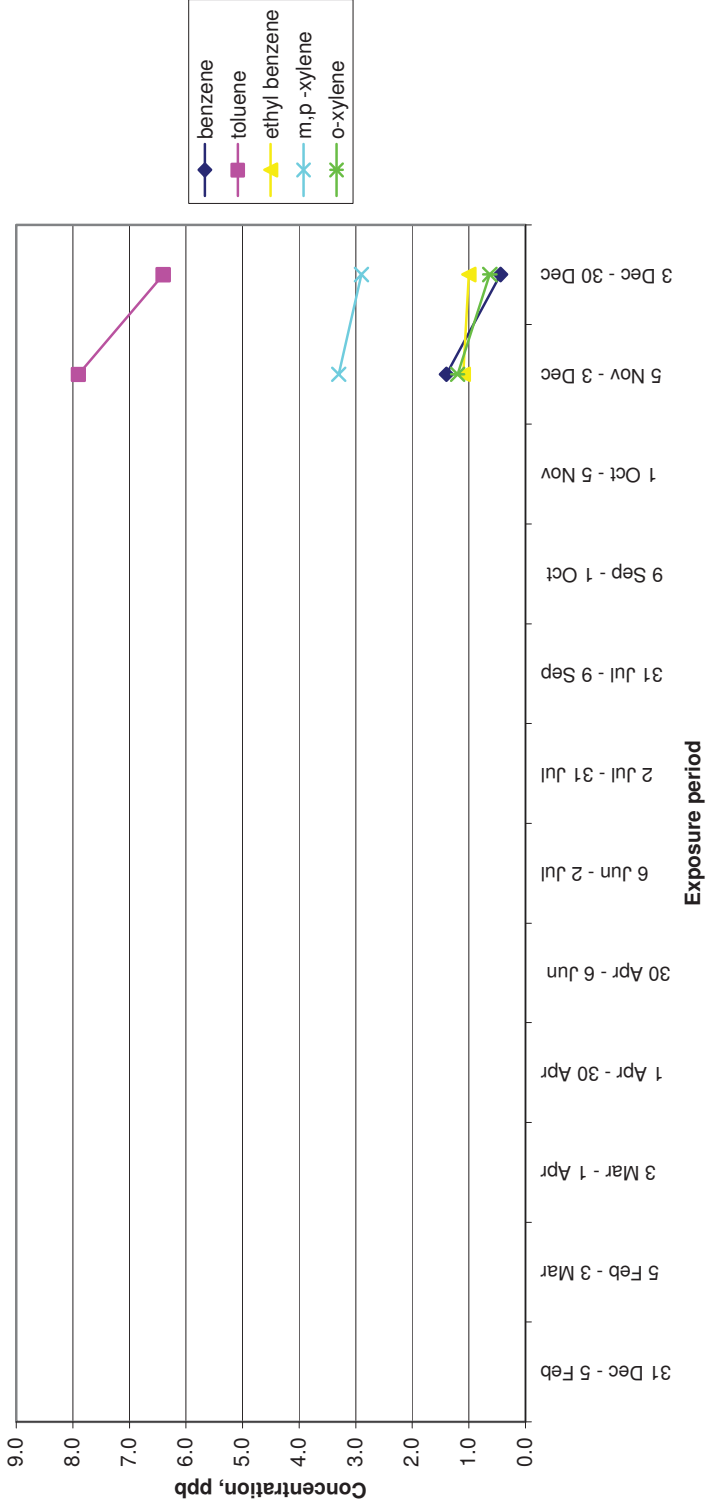 9.0
8.0
7.0
6.0
5.0
4.0
3.0
2.0
1.0
0.0
Concentration, ppb
31 Dec - 5 Feb
5 Feb - 3 Mar
3 Mar - 1 Apr
1 Apr - 30 Apr
30 Apr - 6 Jun
6 Jun - 2 Jul
2 Jul - 31 Jul
31 Jul - 9 Sep
9 Sep - 1 Oct
1 Oct - 5 Nov
5 Nov - 3 Dec
3 Dec - 30 Dec
Exposure period
benzene
toluene
ethyl benzene
m,p -xylene
o-xylene